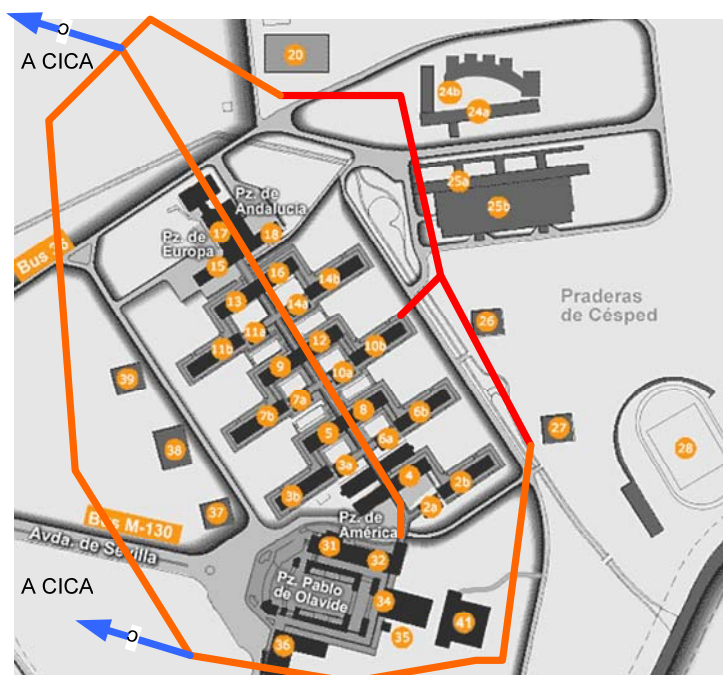 A CICA
O
20
24b
24a
25a
25b
Pz. de
Andalucía
17
18
Pz. de
Europa
15
16
14b
Bus 36
13
14a
Praderas
de Césped
11a
12
26
11b
9
10b
10a
39
7a
8
7b
6b
27
5
6a
28
38
3a
4
2b
3b
2a
37
Bus M-130
Pz. de
América
Avda. de Sevilla
31
32
A CICA
Pz. Pablo
de Olavide
34
O
35
41
36